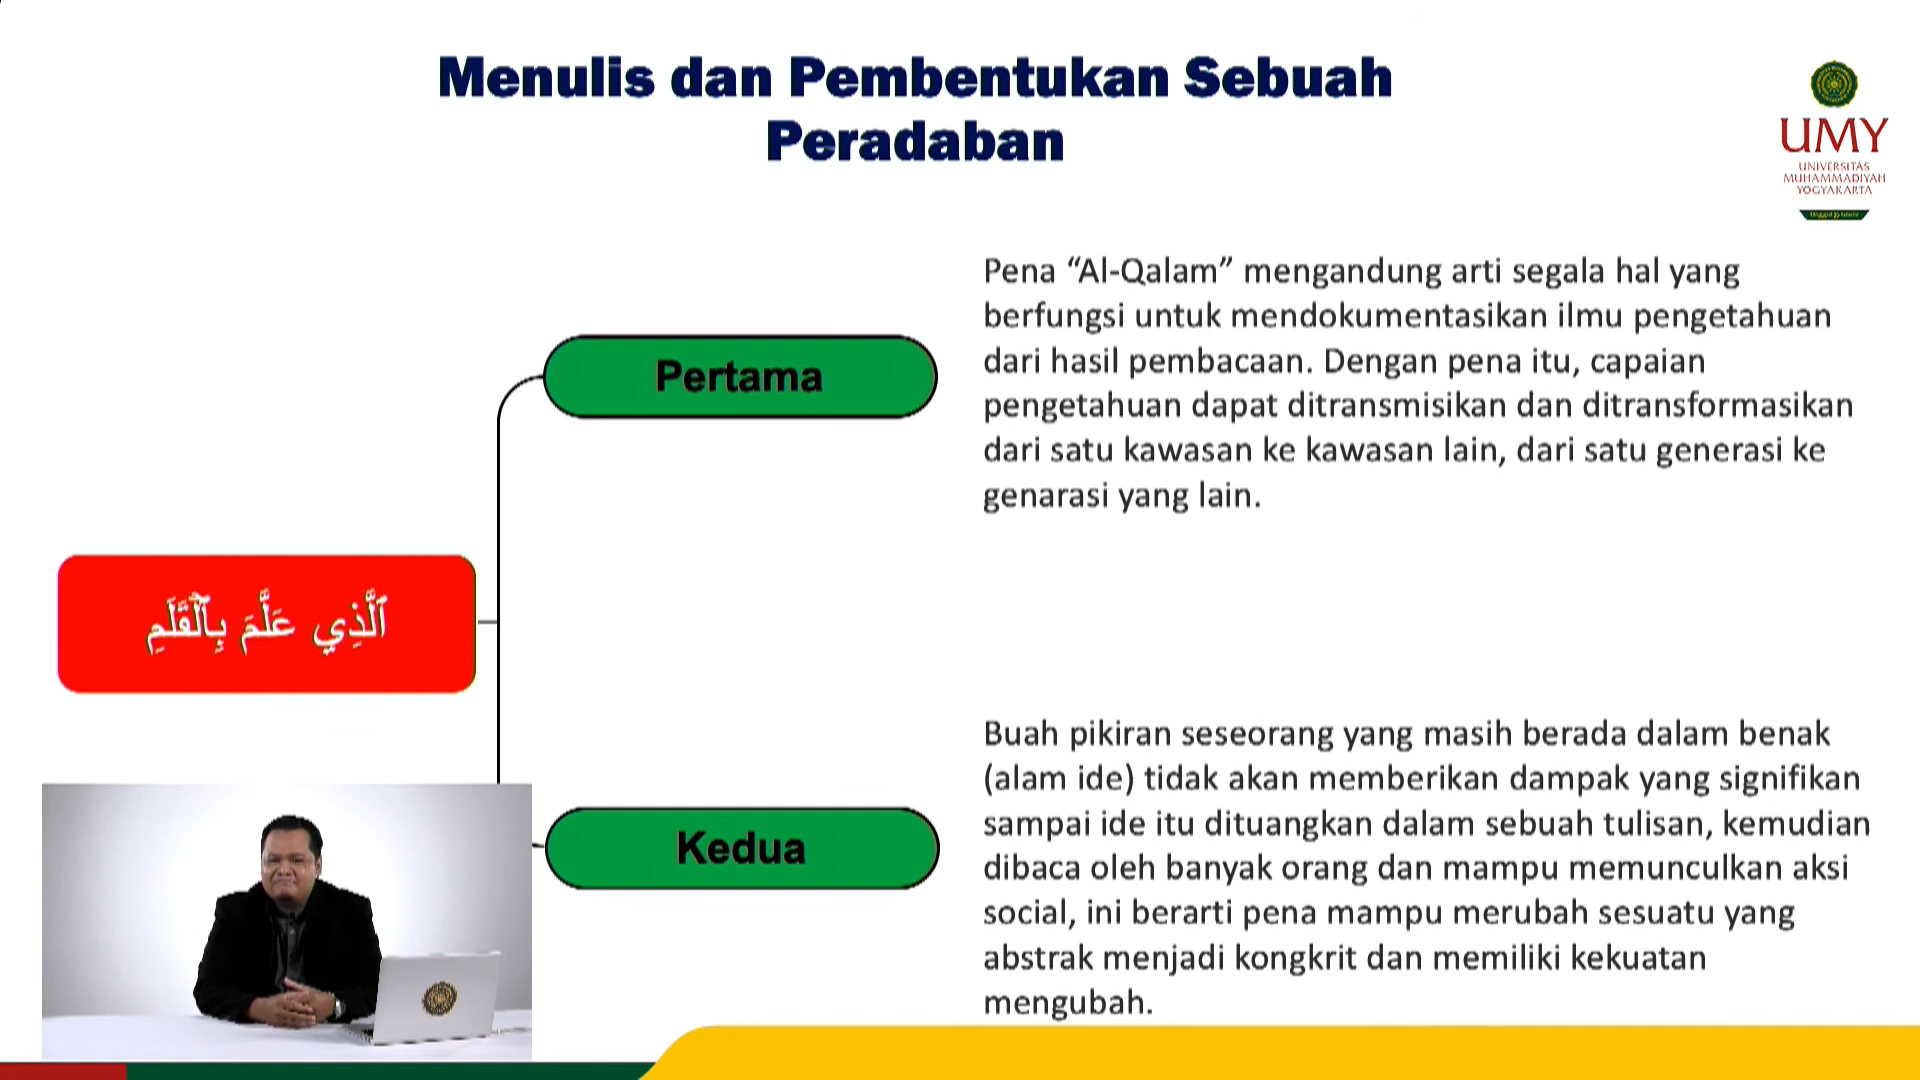 Menulis dan Pembentukan Sebuah
Peradaban
UMY
UNIVERSITAS
MUHAMMADIYAH
YOGYAKARTA
Unggul & Islami
Pena “Al-Qalam” mengandung arti segala hal yang
berfungsi untuk mendokumentasikan ilmu pengetahuan
dari hasil pembacaan. Dengan pena itu, capaian
pengetahuan dapat ditransmisikan dan ditransformasikan
dari satu kawasan ke kawasan lain, dari satu generasi ke
genarasi yang lain.
Pertama
ٱلَّذِي عَلَّمَ بِٱلْقَلَمِ
Kedua
Buah pikiran seseorang yang masih berada dalam benak
(alam ide) tidak akan memberikan dampak yang signifikan
sampai ide itu dituangkan dalam sebuah tulisan, kemudian
dibaca oleh banyak orang dan mampu memunculkan aksi
social, ini berarti pena mampu merubah sesuatu yang
abstrak menjadi kongkrit dan memiliki kekuatan
mengubah.